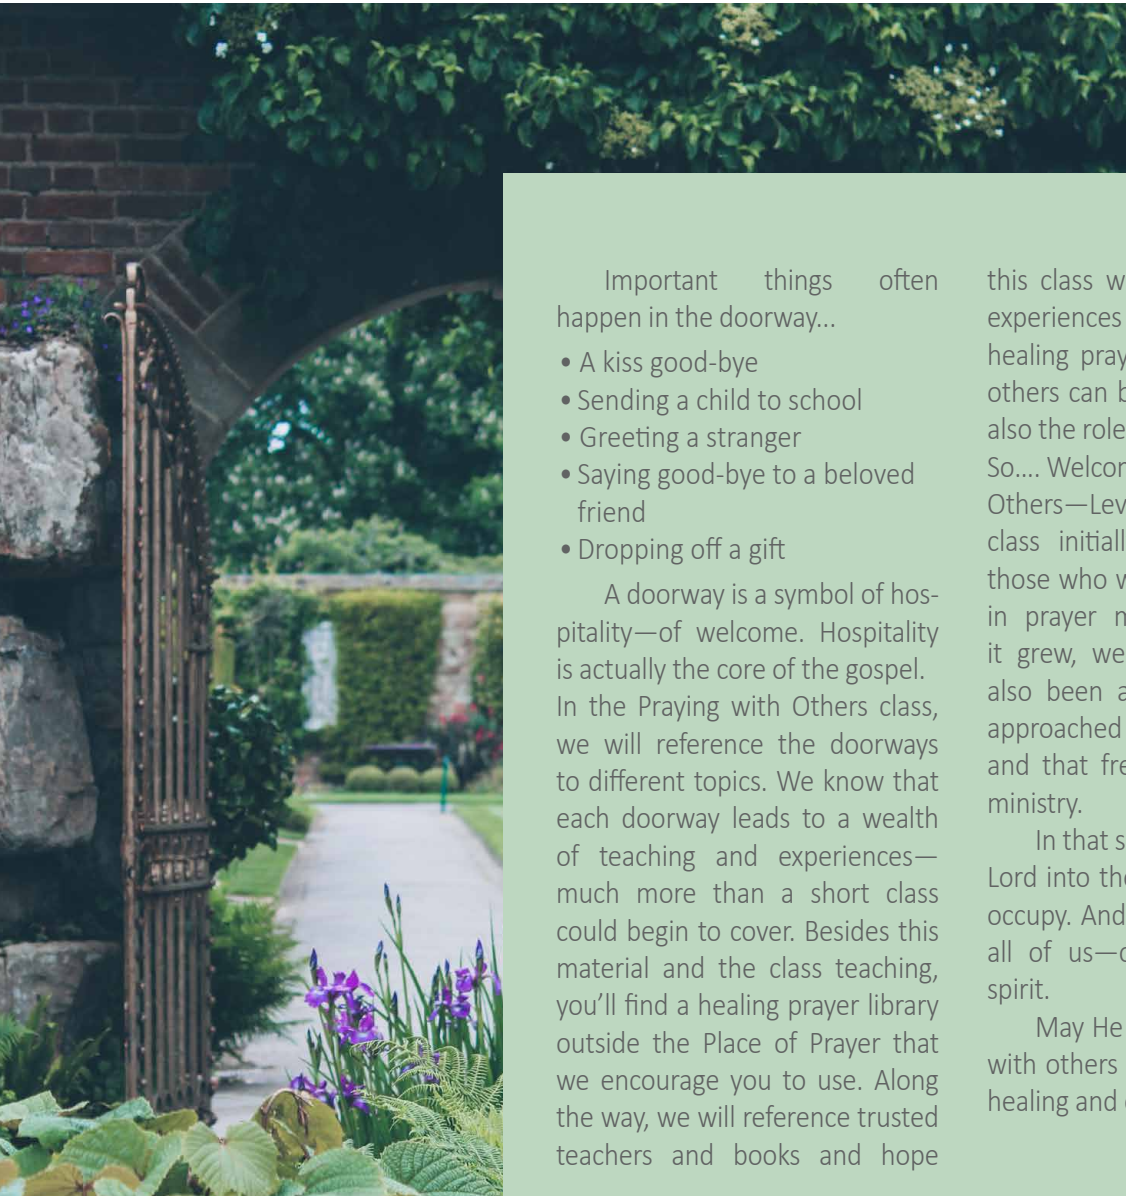 Important things often
happen in the doorway...
• A kiss good-bye
• Sending a child to school
• Greeting a stranger
• Saying good-bye to a beloved
friend
• Dropping off a gift
A doorway is a symbol of hos-
pitality—of welcome. Hospitality
is actually the core of the gospel.
In the Praying with Others class,
we will reference the doorways
to different topics. We know that
each doorway leads to a wealth
of teaching and experiences—
much more than a short class
could begin to cover. Besides this
material and the class teaching,
you’ll find a healing prayer library
outside the Place of Prayer that
we encourage you to use. Along
the way, we will reference trusted
teachers and books and hope
this class
experiences
healing
others can
also the role
So....
Others—
class
those who
in prayer
it grew, we
also been
approached
and that
ministry.
In that
Lord into
occupy. And
all of us—
spirit.
May He
with others
healing and